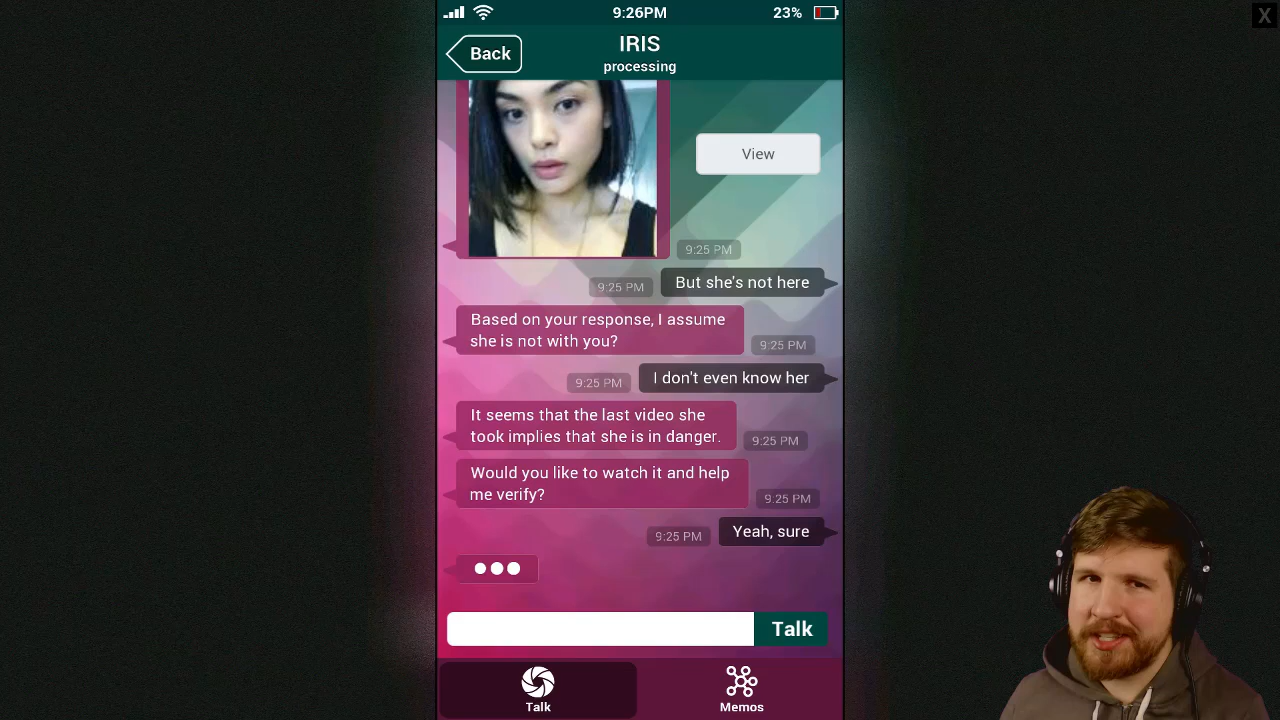 9:26PM
23%
X
Back
IRIS
processing
View
9:25 PM
But she's not here
9:25 PM
Based on your response, I assume
she is not with you?
9:25 PM
I don't even know her
9:25 PM
It seems that the last video she
took implies that she is in danger.
9:25 PM
Would you like to watch it and help
me verify?
9:25 PM
Yeah, sure
9:25 PM
Talk
Talk
Memos